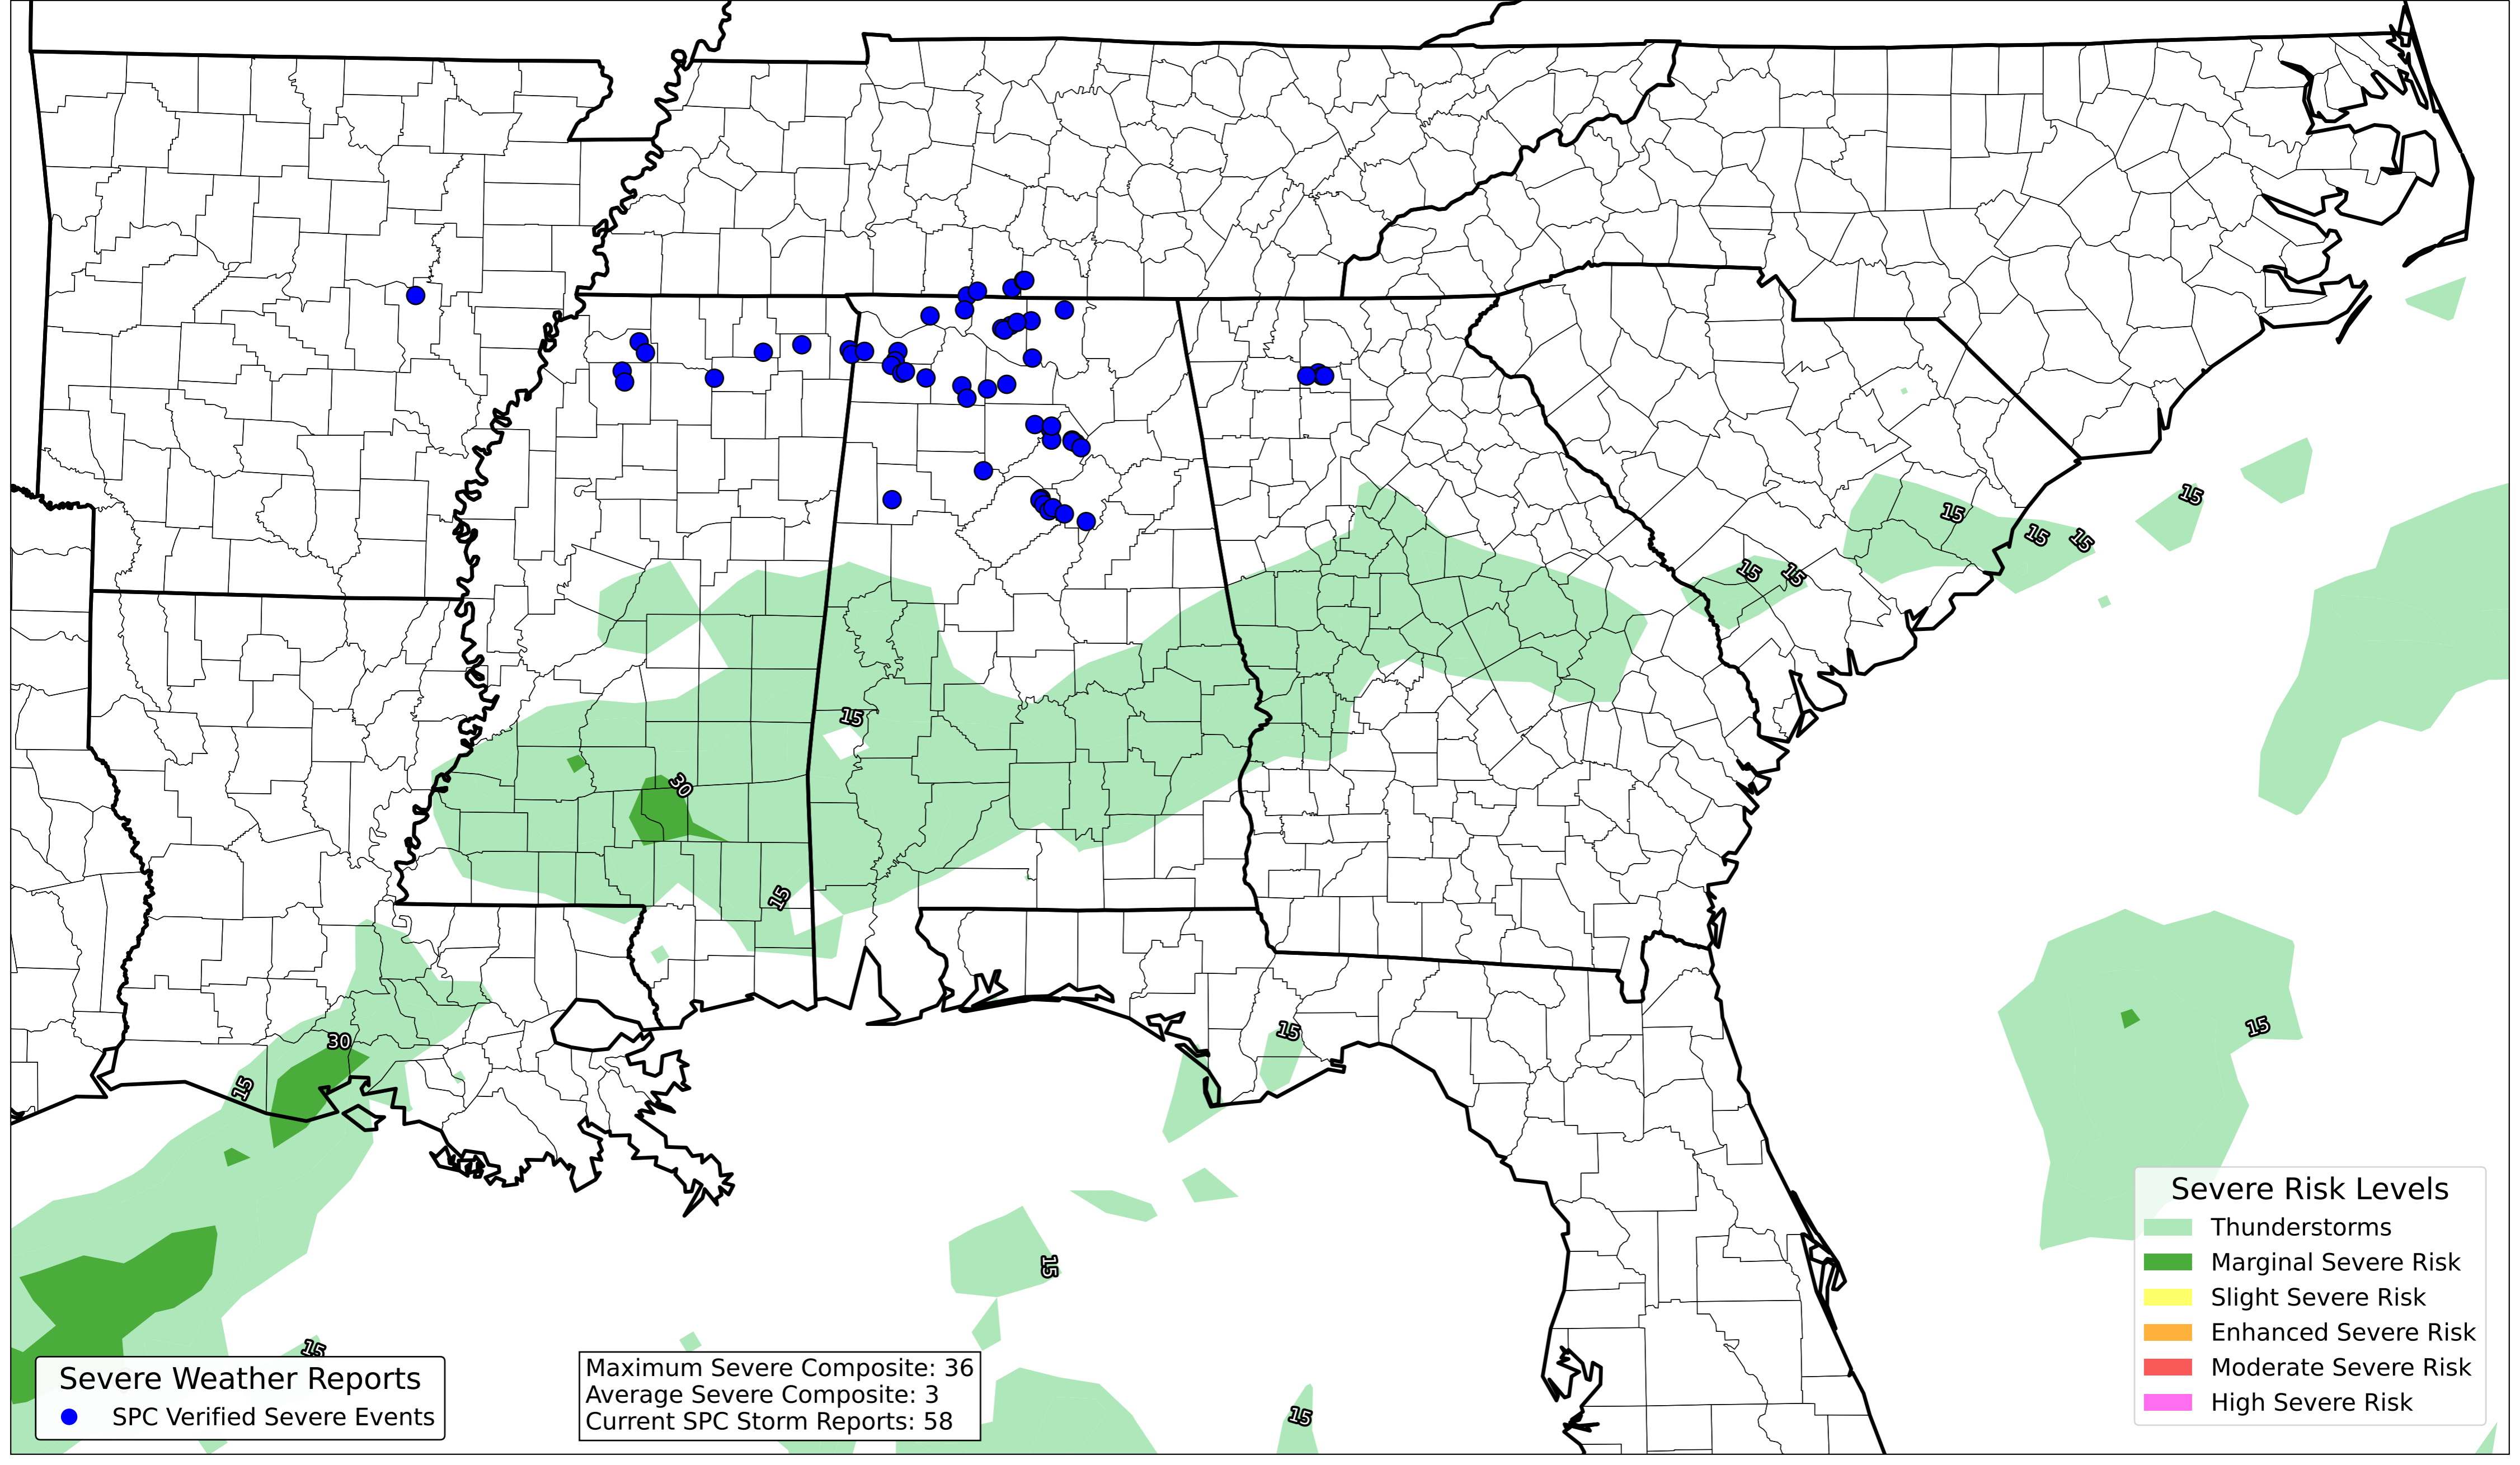 15
15
15
15
15
15
15
30
15
15
15
30
15
15
15
15
15
Severe Weather Reports
SPC Verified Severe Events
Maximum Severe Composite: 36
Average Severe Composite: 3
Current SPC Storm Reports: 58
Severe Risk Levels
Thunderstorms
Marginal Severe Risk
Slight Severe Risk
Enhanced Severe Risk
Moderate Severe Risk
High Severe Risk